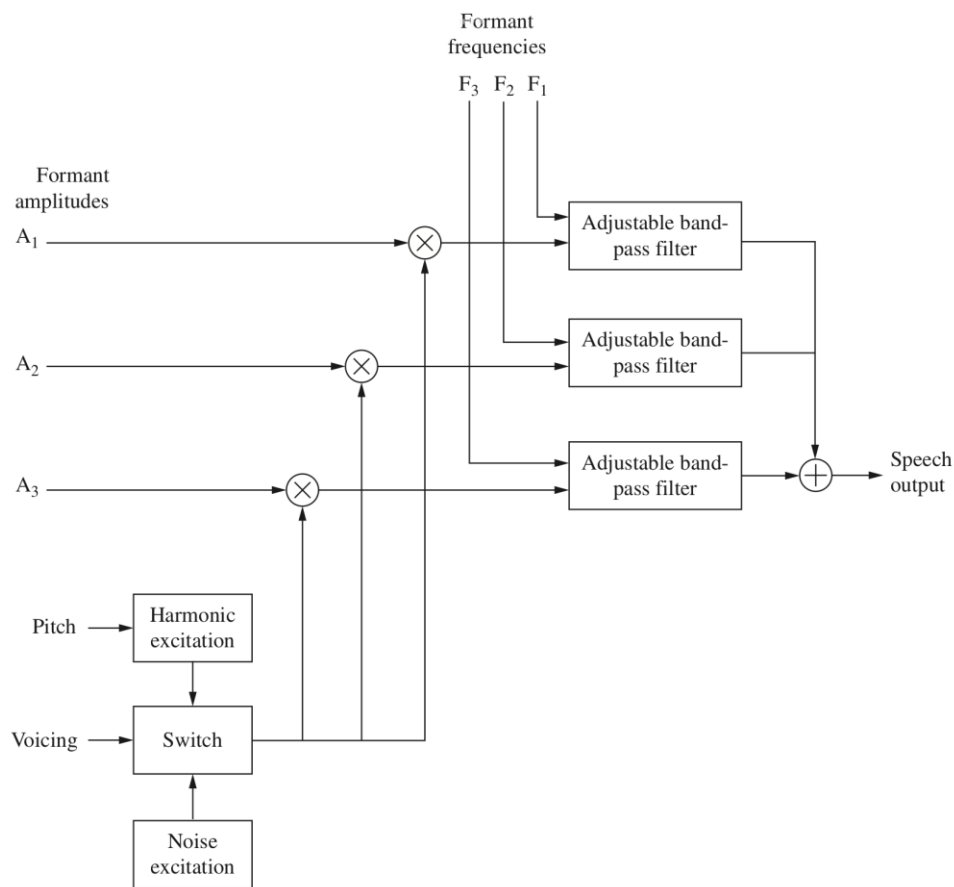 Formant
frequencies
F₃ F₂ F₁
Formant
amplitudes
A₁
Adjustable band-
pass filter
A₂
Adjustable band-
pass filter
A₃
Adjustable band-
pass filter
Speech
output
Pitch
Harmonic
excitation
Voicing
Switch
Noise
excitation